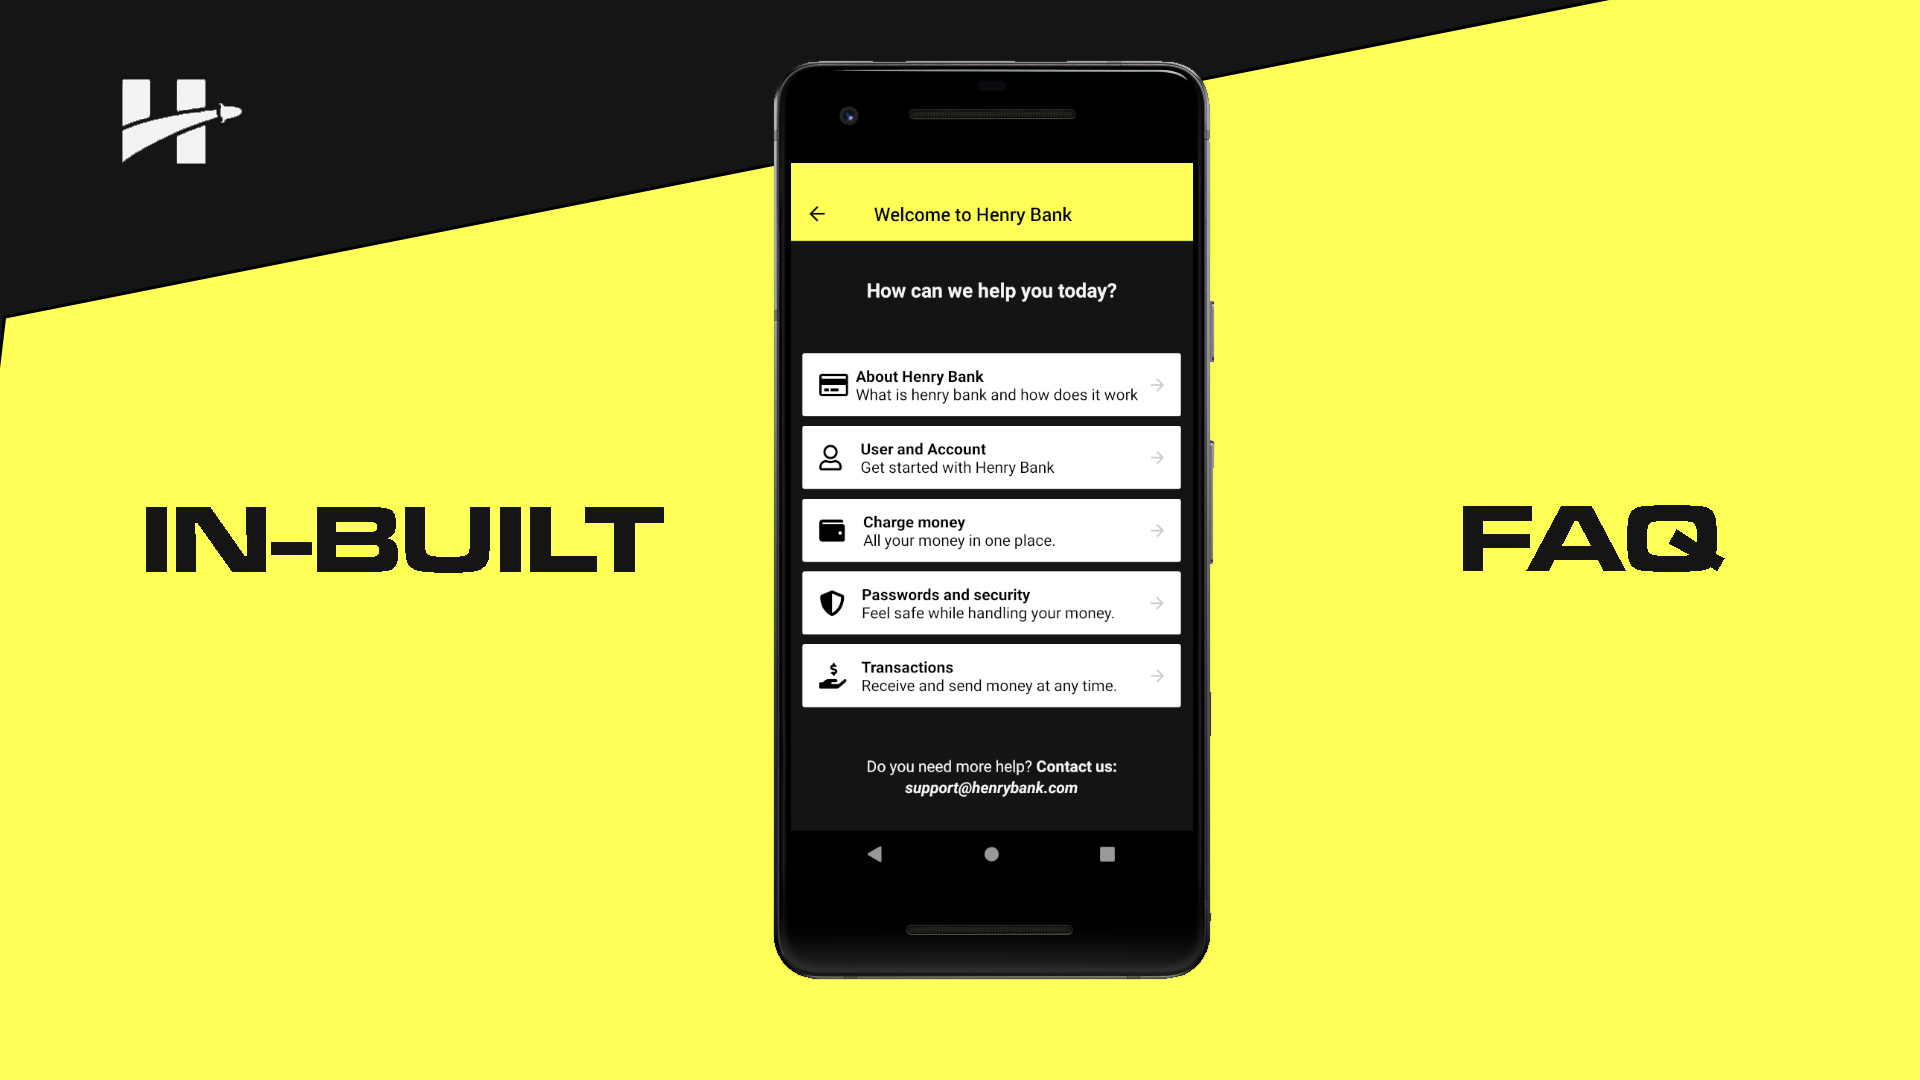 Welcome to Henry Bank
How can we help you today?
About Henry Bank
What is henry bank and how does it work
User and Account
Get started with Henry Bank
Charge money
All your money in one place.
Passwords and security
Feel safe while handling your money.
$
Transactions
Receive and send money at any time.
Do you need more help? Contact us:
support@henrybank.com
IN-BUILT
FAQ